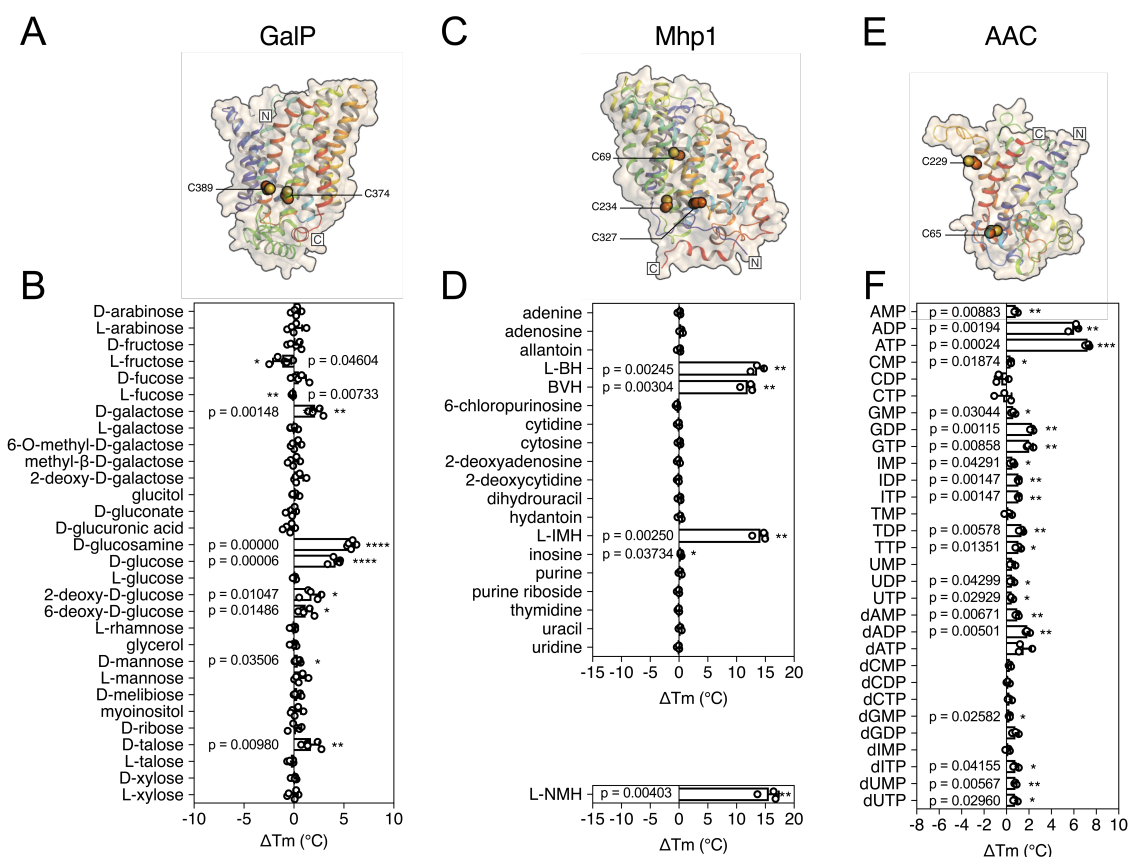 A
GalP
N
C389
C374
C
B
D-arabinose
L-arabinose
D-fructose
L-fructose * p = 0.04604
D-fucose
L-fucose ** p = 0.00733
D-galactose p = 0.00148 **
L-galactose
6-O-methyl-D-galactose
methyl-β-D-galactose
2-deoxy-D-galactose
glucitol
D-gluconate
D-glucuronic acid
D-glucosamine p = 0.00000 ****
D-glucose p = 0.00006 ****
L-glucose
2-deoxy-D-glucose p = 0.01047 *
6-deoxy-D-glucose p = 0.01486 *
L-rhamnose
glycerol
D-mannose p = 0.03506 *
L-mannose
D-melibiose
myoinositol
D-ribose
D-talose p = 0.00980 **
L-talose
D-xylose
L-xylose
-10 -5 0 5 10
ΔTm (°C)
C
Mhp1
C69
C234
C327
C
N
D
adenine
adenosine
allantoin
L-BH p = 0.00245 **
BVH p = 0.00304 **
6-chloropurinosine
cytidine
cytosine
2-deoxyadenosine
2-deoxycytidine
dihydrouracil
hydantoin
L-IMH p = 0.00250 **
inosine p = 0.03734 *
purine
purine riboside
thymidine
uracil
uridine
-15 -10 -5 0 5 10 15 20
ΔTm (°C)
L-NMH p = 0.00403 **
-15 -10 -5 0 5 10 15 20
ΔTm (°C)
E
AAC
C
N
C229
C65
F
AMP p = 0.00883 **
ADP p = 0.00194 **
ATP p = 0.00024 ***
CMP p = 0.01874 *
CDP
CTP
GMP p = 0.03044 *
GDP p = 0.00115 **
GTP p = 0.00858 **
IMP p = 0.04291 *
IDP p = 0.00147 **
ITP p = 0.00147 **
TMP
TDP p = 0.00578 **
TTP p = 0.01351 *
UMP
UDP p = 0.04299 *
UTP p = 0.02929 *
dAMP p = 0.00671 **
dADP p = 0.00501 **
dATP
dCMP
dCDP
dCTP
dGMP p = 0.02582 *
dGDP
dIMP
dITP p = 0.04155 *
dUMP p = 0.00567 **
dUTP p = 0.02960 *
-8 -6 -4 -2 0 2 4 6 8 10
ΔTm (°C)